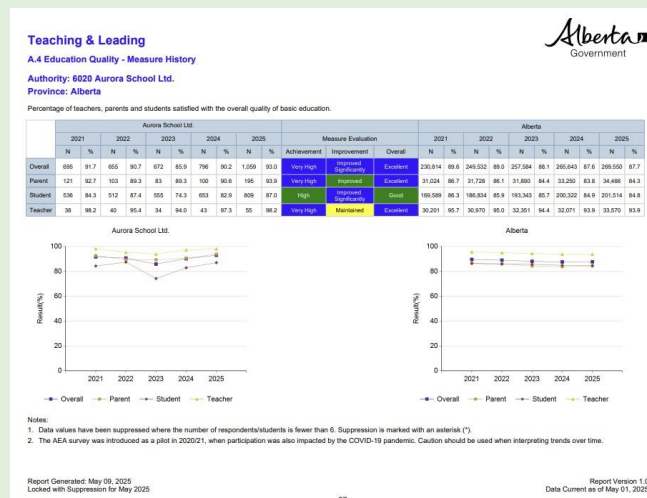 Alberta
Government
Teaching & Leading
A.4 Education Quality - Measure History
Authority: 6020 Aurora School Ltd.
Province: Alberta
Percentage of teachers, parents and students satisfied with the overall quality of basic education.
Aurora School Ltd. Alberta
2021 2022 2023 2024 2025 Measure Evaluation 2021 2022 2023 2024 2025
N % N % N % N % N % Achievement Improvement Overall N % N % N % N % N %
Overall 695 91.7 655 90.7 672 85.9 796 90.2 1,059 93.0 Very High Improved Significantly Excellent 230,814 89.6 249,532 89.0 257,584 88.1 265,643 87.6 269,550 87.7
Parent 121 92.7 103 89.3 83 89.3 100 90.6 195 93.9 Very High Improved Excellent 31,024 86.7 31,728 86.1 31,890 84.4 33,250 83.8 34,466 84.3
Student 536 84.3 512 87.4 555 74.3 653 82.9 809 87.0 High Improved Significantly Good 169,589 86.3 186,834 85.9 193,343 85.7 200,322 84.9 201,514 84.8
Teacher 38 98.2 40 95.4 34 94.0 43 97.3 55 98.2 Very High Maintained Excellent 30,201 95.7 30,970 95.0 32,351 94.4 32,071 93.9 33,570 93.9
Aurora School Ltd.
Result(%)
100
80
60
40
20
0
2021 2022 2023 2024 2025
Overall Parent Student Teacher
Alberta
Result(%)
100
80
60
40
20
0
2021 2022 2023 2024 2025
Overall Parent Student Teacher
Notes:
1. Data values have been suppressed where the number of respondents/students is fewer than 6. Suppression is marked with an asterisk (*).
2. The AEA survey was introduced as a pilot in 2020/21, when participation was also impacted by the COVID-19 pandemic. Caution should be used when interpreting trends over time.
Report Generated: May 09, 2025 Report Version 1.0
Locked with Suppression for May 2025 Data Current as of May 01, 2025